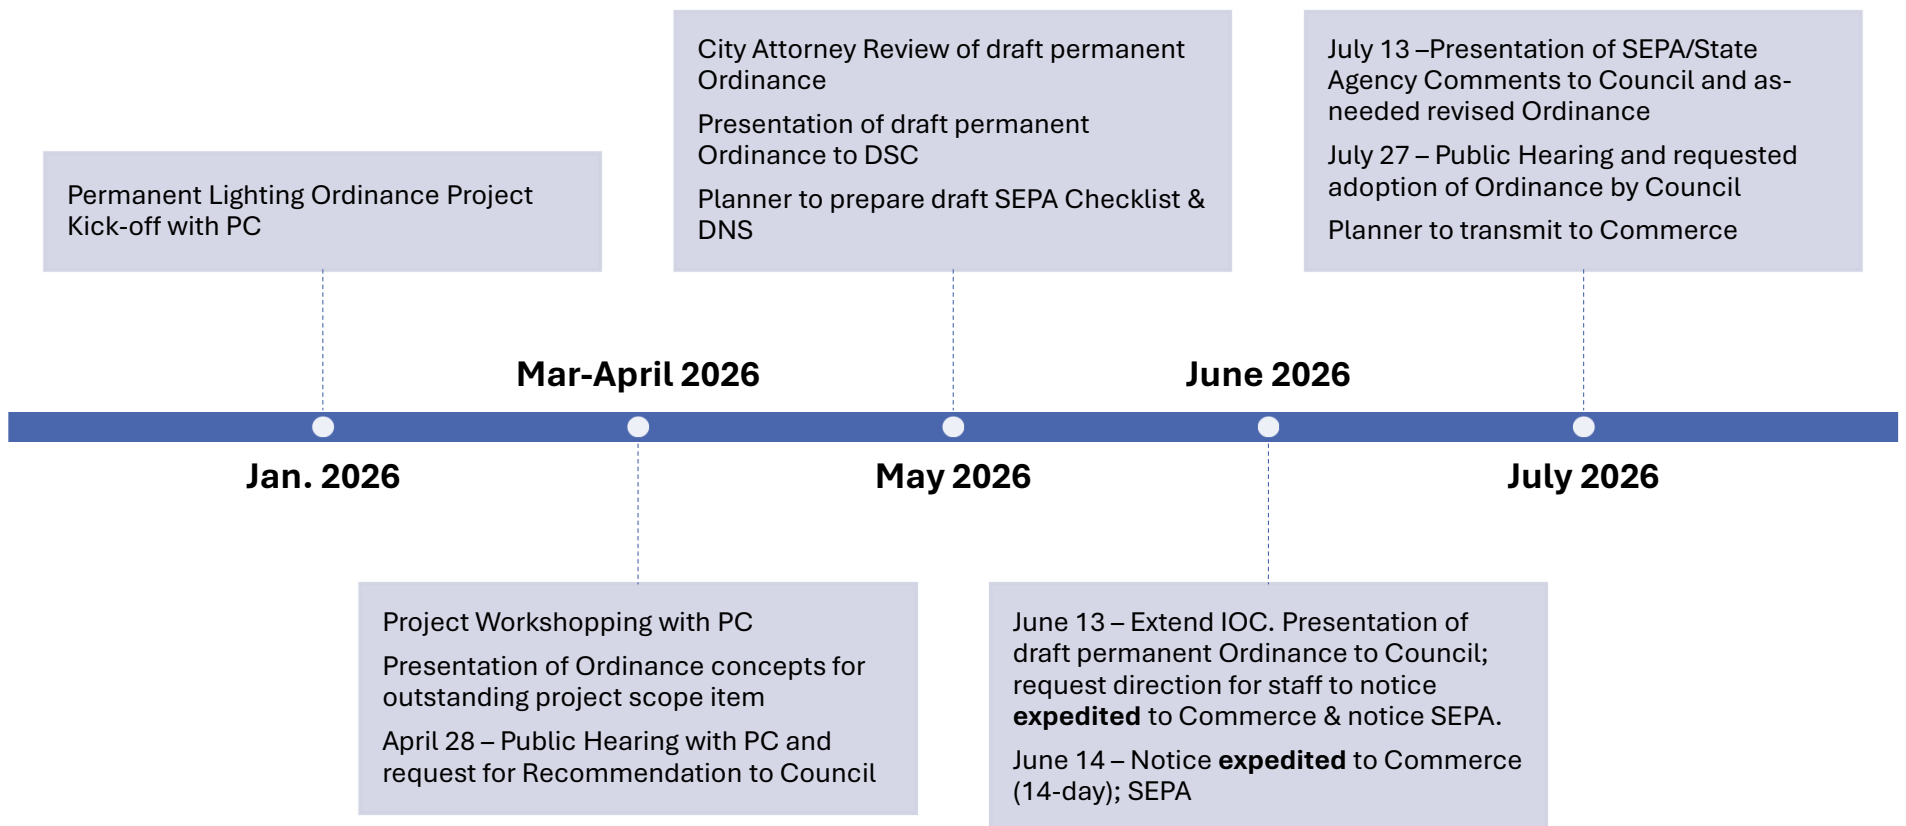 Permanent Lighting Ordinance Project
Kick-off with PC
Jan. 2026
Mar-April 2026
Project Workshopping with PC
Presentation of Ordinance concepts for
outstanding project scope item
April 28 – Public Hearing with PC and
request for Recommendation to Council
City Attorney Review of draft permanent
Ordinance
Presentation of draft permanent
Ordinance to DSC
Planner to prepare draft SEPA Checklist &
DNS
May 2026
June 2026
June 13 – Extend IOC. Presentation of
draft permanent Ordinance to Council;
request direction for staff to notice
expedited to Commerce & notice SEPA.
June 14 – Notice expedited to Commerce
(14-day); SEPA
July 13 –Presentation of SEPA/State
Agency Comments to Council and as-
needed revised Ordinance
July 27 – Public Hearing and requested
adoption of Ordinance by Council
Planner to transmit to Commerce
July 2026